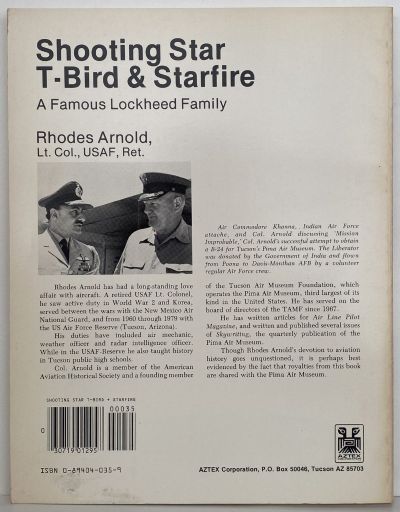 Shooting Star
T-Bird & Starfire
A Famous Lockheed Family
Rhodes Arnold,
Lt. Col., USAF, Ret.
Air Commodore Khanna, Indian Air Force
attache, and Col. Arnold discussing 'Mission
Improbable,' Col. Arnold's successful attempt to obtain
a B-24 for Tucson's Pima Air Museum. The Liberator
was donated by the Government of India and flown
from Poona to Davis-Monthan AFB by a volunteer
regular Air Force crew.
Rhodes Arnold has had a long-standing love
affair with aircraft. A retired USAF Lt. Colonel,
he saw active duty in World War 2 and Korea,
served between the wars with the New Mexico Air
National Guard, and from 1960 through 1979 with
the US Air Force Reserve (Tucson, Arizona).
His duties have included air mechanic,
weather officer and radar intelligence officer.
While in the USAF-Reserve he also taught history
in Tucson public high schools.
Col. Arnold is a member of the American
Aviation Historical Society and a founding member
of the Tucson Air Museum Foundation, which
operates the Pima Air Museum, third largest of its
kind in the United States. He has served on the
board of directors of the TAMF since 1967.
He has written articles for Air Line Pilot
Magazine, and written and published several issues
of Skywriting, the quarterly publication of the
Pima Air Museum.
Though Rhodes Arnold's devotion to aviation
history goes unquestioned, it is perhaps best
evidenced by the fact that royalties from this book
are shared with the Pima Air Museum.
SHOOTING STAR T-BIRD + STARFIRE
00035
0
30719 01295
ISBN 0-89404-035-9
AZTEX
AZTEX Corporation, P.O. Box 50046, Tucson AZ 85703